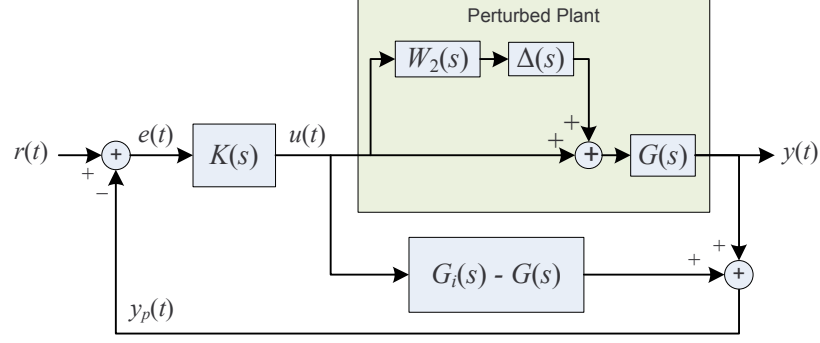 Perturbed Plant
W₂(s)
Δ(s)
+
+
r(t)
+
e(t)
K(s)
u(t)
+
G(s)
y(t)
+
−
+
+
Gᵢ(s) - G(s)
+
yₚ(t)